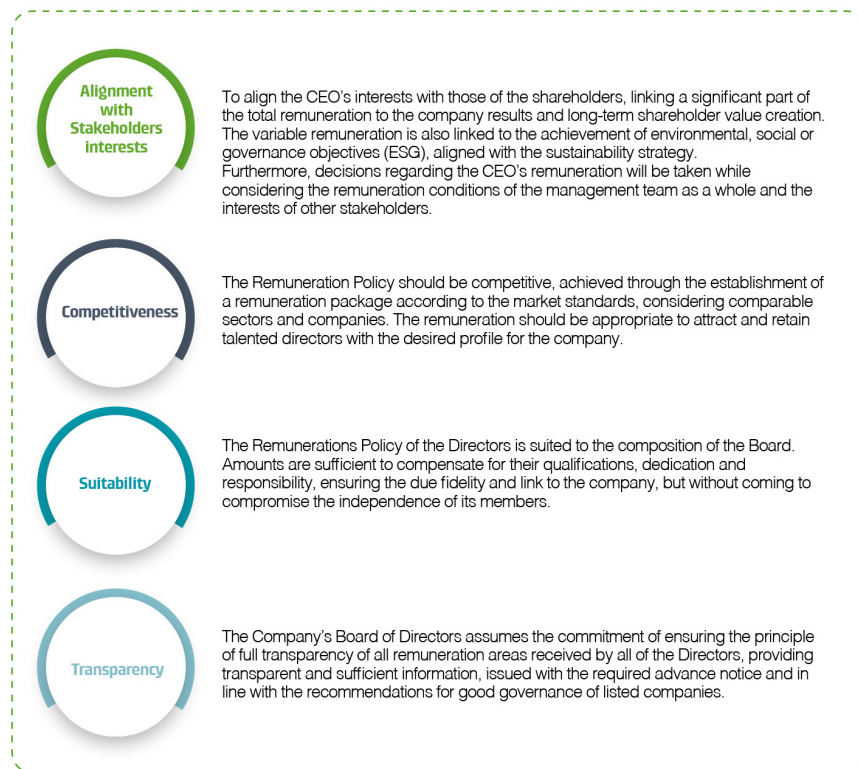 Alignment
with
Stakeholders
interests
To align the CEO's interests with those of the shareholders, linking a significant part of
the total remuneration to the company results and long-term shareholder value creation.
The variable remuneration is also linked to the achievement of environmental, social or
governance objectives (ESG), aligned with the sustainability strategy.
Furthermore, decisions regarding the CEO's remuneration will be taken while
considering the remuneration conditions of the management team as a whole and the
interests of other stakeholders.
Competitiveness
The Remuneration Policy should be competitive, achieved through the establishment of
a remuneration package according to the market standards, considering comparable
sectors and companies. The remuneration should be appropriate to attract and retain
talented directors with the desired profile for the company.
Suitability
The Remunerations Policy of the Directors is suited to the composition of the Board.
Amounts are sufficient to compensate for their qualifications, dedication and
responsibility, ensuring the due fidelity and link to the company, but without coming to
compromise the independence of its members.
Transparency
The Company's Board of Directors assumes the commitment of ensuring the principle
of full transparency of all remuneration areas received by all of the Directors, providing
transparent and sufficient information, issued with the required advance notice and in
line with the recommendations for good governance of listed companies.